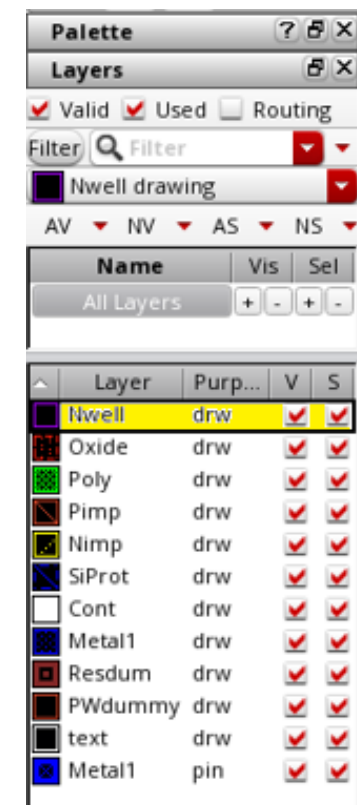 Palette ? X
Layers X
Valid Used Routing
Filter Filter
Nwell drawing
AV NV AS NS
Name Vis Sel
All Layers + - + -
Layer Purp... V S
Nwell drw
Oxide drw
Poly drw
Pimp drw
Nimp drw
SiProt drw
Cont drw
Metal1 drw
Resdum drw
PWdummy drw
text drw
Metal1 pin